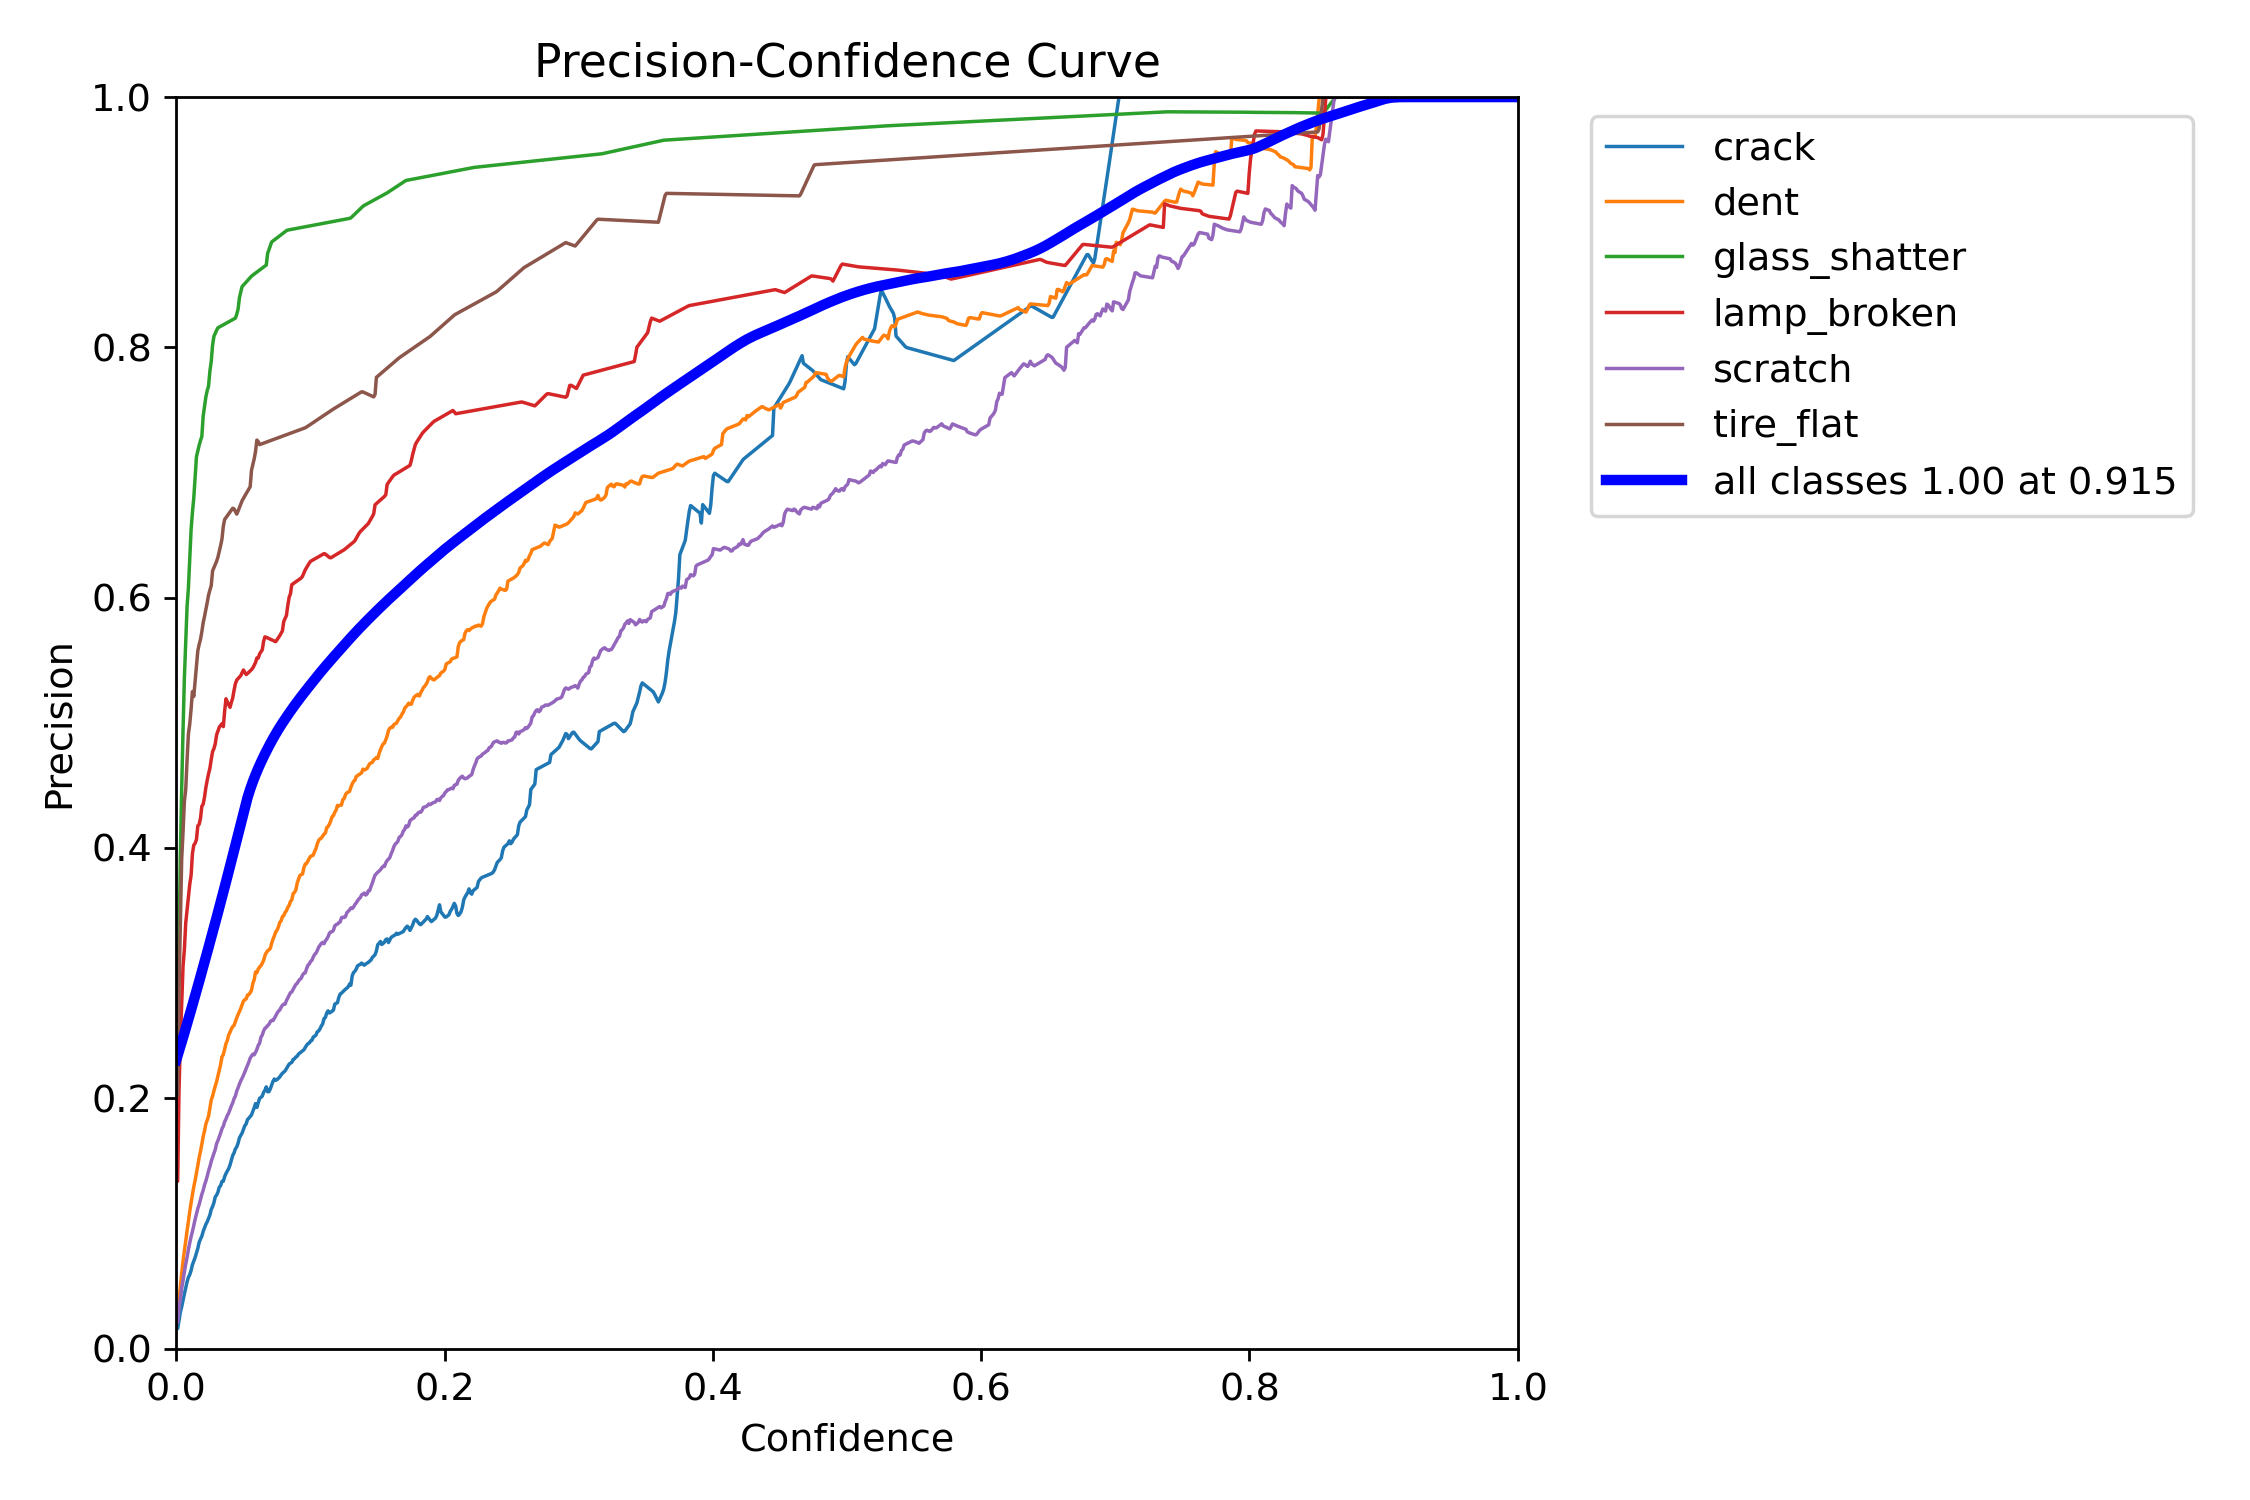 Precision-Confidence Curve
1.0
0.8
0.6
0.4
0.2
0.0
Precision
0.0 0.2 0.4 0.6 0.8 1.0
Confidence
crack
dent
glass_shatter
lamp_broken
scratch
tire_flat
all classes 1.00 at 0.915